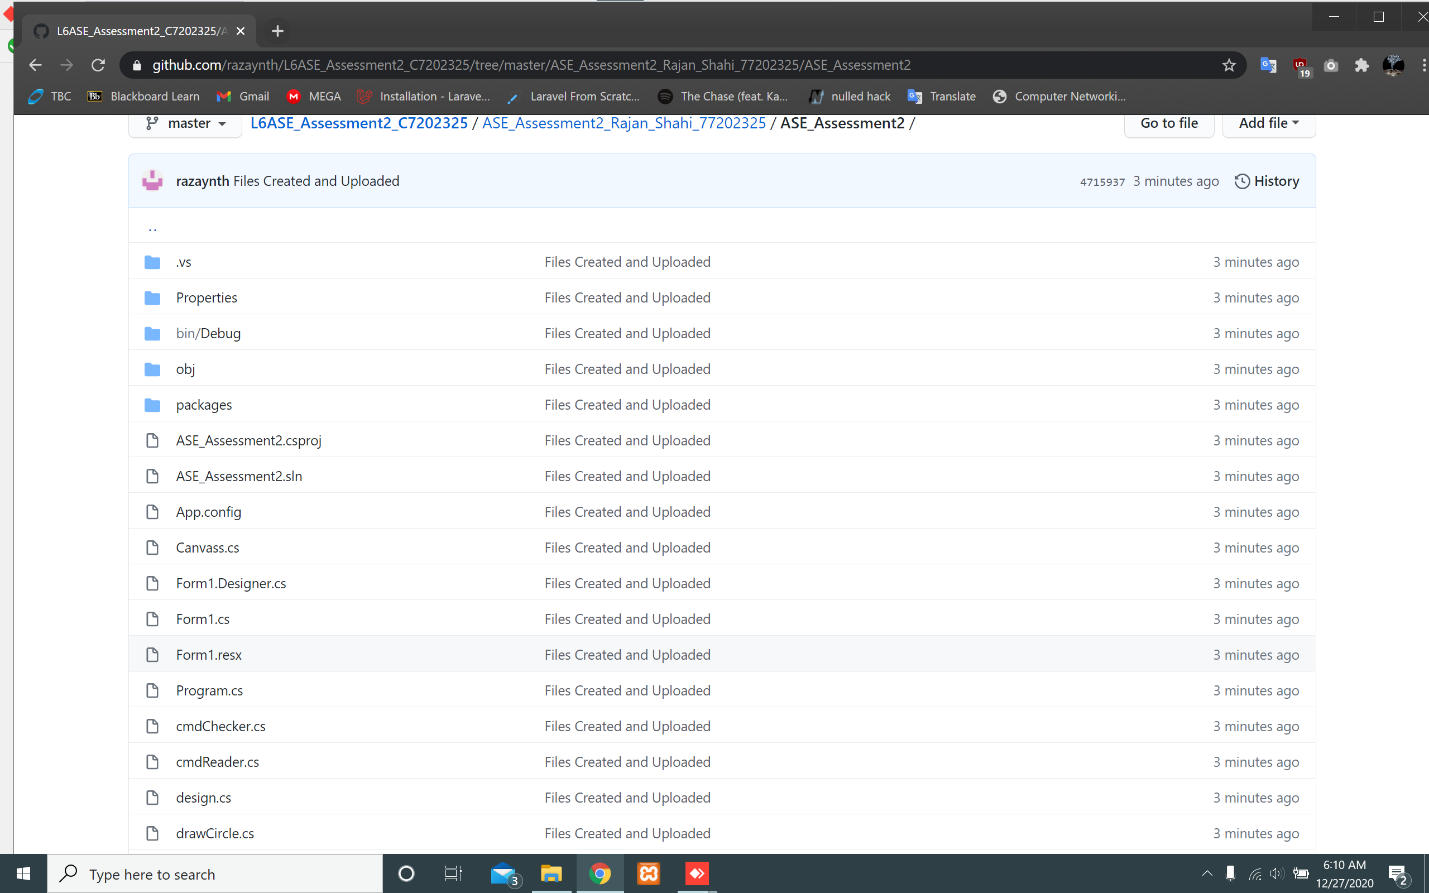 L6ASE_Assessment2_C7202325/A
github.com/razaynth/L6ASE_Assessment2_C7202325/tree/master/ASE_Assessment2_Rajan_Shahi_77202325/ASE_Assessment2
19
TBC Bb Blackboard Learn Gmail MEGA Installation - Larave... Laravel From Scratc... The Chase (feat. Ka... nulled hack Translate Computer Networki...
master L6ASE_Assessment2_C7202325 / ASE_Assessment2_Rajan_Shahi_77202325 / ASE_Assessment2 / Go to file Add file
razaynth Files Created and Uploaded 4715937 3 minutes ago History
..
.vs Files Created and Uploaded 3 minutes ago
Properties Files Created and Uploaded 3 minutes ago
bin/Debug Files Created and Uploaded 3 minutes ago
obj Files Created and Uploaded 3 minutes ago
packages Files Created and Uploaded 3 minutes ago
ASE_Assessment2.csproj Files Created and Uploaded 3 minutes ago
ASE_Assessment2.sln Files Created and Uploaded 3 minutes ago
App.config Files Created and Uploaded 3 minutes ago
Canvass.cs Files Created and Uploaded 3 minutes ago
Form1.Designer.cs Files Created and Uploaded 3 minutes ago
Form1.cs Files Created and Uploaded 3 minutes ago
Form1.resx Files Created and Uploaded 3 minutes ago
Program.cs Files Created and Uploaded 3 minutes ago
cmdChecker.cs Files Created and Uploaded 3 minutes ago
cmdReader.cs Files Created and Uploaded 3 minutes ago
design.cs Files Created and Uploaded 3 minutes ago
drawCircle.cs Files Created and Uploaded 3 minutes ago
Type here to search 3 6:10 AM
12/27/2020 2